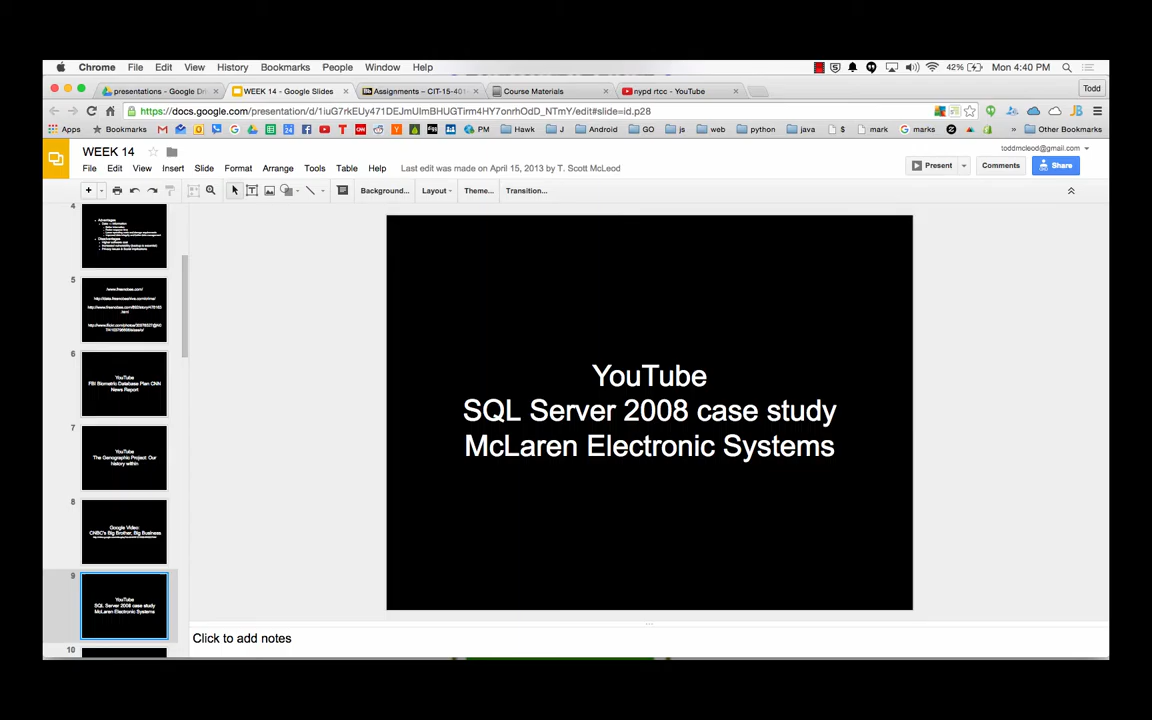 Chrome File Edit View History Bookmarks People Window Help 42% Mon 4:40 PM
presentations - Google Dri WEEK 14 - Google Slides Assignments – CIT-15-401 Course Materials nypd rtcc - YouTube Todd
https://docs.google.com/presentation/d/1iuG7rkEUy471DEJmUImBHUGTirm4HY7onrhOdD_NTmY/edit#slide=id.p28
Apps Bookmarks PM Hawk J Android GO js web python java $ mark marks » Other Bookmarks
WEEK 14
toddmcleod@gmail.com
File Edit View Insert Slide Format Arrange Tools Table Help Last edit was made on April 15, 2013 by T. Scott McLeod
Present Comments Share
Background... Layout Theme... Transition...
4
Advantages
Disadvantages
5
6
YouTube
FBI Biometric Database Plan CNN
News Report
7
YouTube
The Genographic Project: Our
history within
8
Google Video
CNBC's Big Brother, Big Business
9
YouTube
SQL Server 2008 case study
McLaren Electronic Systems
10
YouTube
SQL Server 2008 case study
McLaren Electronic Systems
Click to add notes